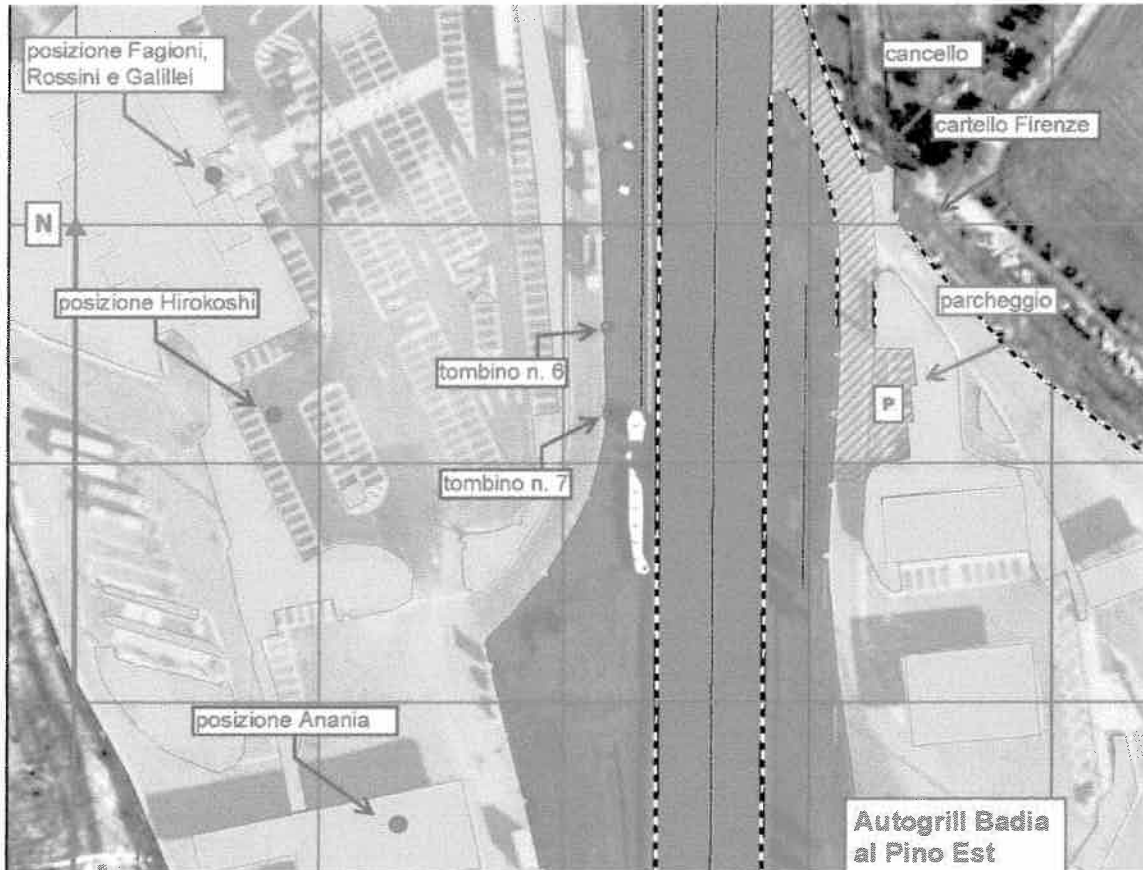 posizione Fagioni,
Rossini e Galillei
cancello
cartello Firenze
N
posizione Hirokoshi
parcheggio
tombino n. 6
P
tombino n. 7
posizione Anania
Autogrill Badia
al Pino Est